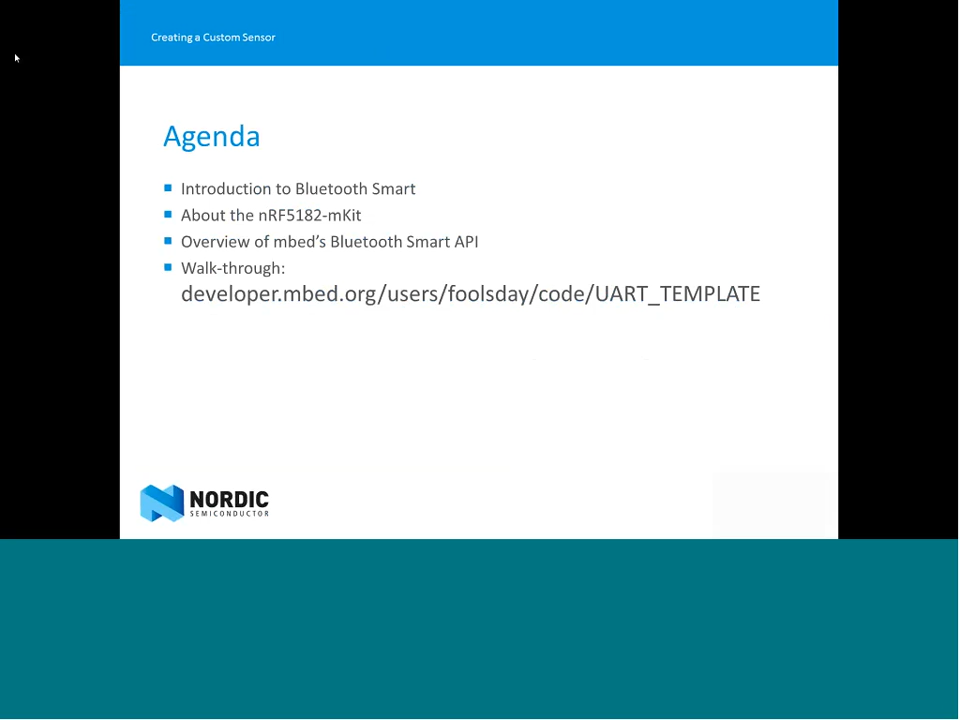 Creating a Custom Sensor
Agenda
Introduction to Bluetooth Smart
About the nRF5182-mKit
Overview of mbed's Bluetooth Smart API
Walk-through:
developer.mbed.org/users/foolsday/code/UART_TEMPLATE
NORDIC
SEMICONDUCTOR